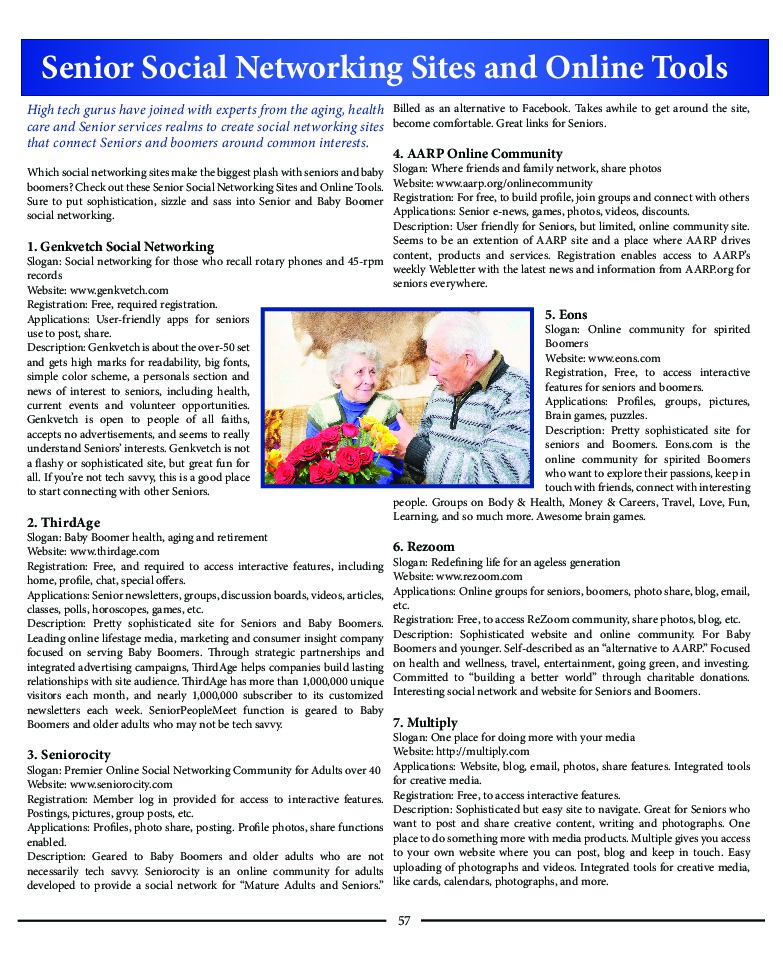 Senior Social Networking Sites and Online Tools
High tech gurus have joined with experts from the aging, health
care and Senior services realms to create social networking sites
that connect Seniors and boomers around common interests.
Which social networking sites make the biggest plash with seniors and baby
boomers? Check out these Senior Social Networking Sites and Online Tools.
Sure to put sophistication, sizzle and sass into Senior and Baby Boomer
social networking.
1. Genkvetch Social Networking
Slogan: Social networking for those who recall rotary phones and 45-rpm
records
Website: www.genkvetch.com
Registration: Free, required registration.
Applications: User-friendly apps for seniors
use to post, share.
Description: Genkvetch is about the over-50 set
and gets high marks for readability, big fonts,
simple color scheme, a personals section and
news of interest to seniors, including health,
current events and volunteer opportunities.
Genkvetch is open to people of all faiths,
accepts no advertisements, and seems to really
understand Seniors' interests. Genkvetch is not
a flashy or sophisticated site, but great fun for
all. If you're not tech savvy, this is a good place
to start connecting with other Seniors.
2. ThirdAge
Slogan: Baby Boomer health, aging and retirement
Website: www.thirdage.com
Registration: Free, and required to access interactive features, including
home, profile, chat, special offers.
Applications: Senior newsletters, groups, discussion boards, videos, articles,
classes, polls, horoscopes, games, etc.
Description: Pretty sophisticated site for Seniors and Baby Boomers.
Leading online lifestage media, marketing and consumer insight company
focused on serving Baby Boomers. Through strategic partnerships and
integrated advertising campaigns, ThirdAge helps companies build lasting
relationships with site audience. ThirdAge has more than 1,000,000 unique
visitors each month, and nearly 1,000,000 subscriber to its customized
newsletters each week. SeniorPeopleMeet function is geared to Baby
Boomers and older adults who may not be tech savvy.
3. Seniorocity
Slogan: Premier Online Social Networking Community for Adults over 40
Website: www.seniorocity.com
Registration: Member log in provided for access to interactive features.
Postings, pictures, group posts, etc.
Applications: Profiles, photo share, posting. Profile photos, share functions
enabled.
Description: Geared to Baby Boomers and older adults who are not
necessarily tech savvy. Seniorocity is an online community for adults
developed to provide a social network for "Mature Adults and Seniors."
Billed as an alternative to Facebook. Takes awhile to get around the site,
become comfortable. Great links for Seniors.
4. AARP Online Community
Slogan: Where friends and family network, share photos
Website: www.aarp.org/onlinecommunity
Registration: For free, to build profile, join groups and connect with others
Applications: Senior e-news, games, photos, videos, discounts.
Description: User friendly for Seniors, but limited, online community site.
Seems to be an extention of AARP site and a place where AARP drives
content, products and services. Registration enables access to AARP's
weekly Webletter with the latest news and information from AARP.org for
seniors everywhere.
5. Eons
Slogan: Online community for spirited
Boomers
Website: www.eons.com
Registration, Free, to access interactive
features for seniors and boomers.
Applications: Profiles, groups, pictures,
Brain games, puzzles.
Description: Pretty sophisticated site for
seniors and Boomers. Eons.com is the
online community for spirited Boomers
who want to explore their passions, keep in
touch with friends, connect with interesting
people. Groups on Body & Health, Money & Careers, Travel, Love, Fun,
Learning, and so much more. Awesome brain games.
6. Rezoom
Slogan: Redefining life for an ageless generation
Website: www.rezoom.com
Applications: Online groups for seniors, boomers, photo share, blog, email,
etc.
Registration: Free, to access ReZoom community, share photos, blog, etc.
Description: Sophisticated website and online community. For Baby
Boomers and younger. Self-described as an "alternative to AARP." Focused
on health and wellness, travel, entertainment, going green, and investing.
Committed to "building a better world" through charitable donations.
Interesting social network and website for Seniors and Boomers.
7. Multiply
Slogan: One place for doing more with your media
Website: http://multiply.com
Applications: Website, blog, email, photos, share features. Integrated tools
for creative media.
Registration: Free, to access interactive features.
Description: Sophisticated but easy site to navigate. Great for Seniors who
want to post and share creative content, writing and photographs. One
place to do something more with media products. Multiple gives you access
to your own website where you can post, blog and keep in touch. Easy
uploading of photographs and videos. Integrated tools for creative media,
like cards, calendars, photographs, and more.
57